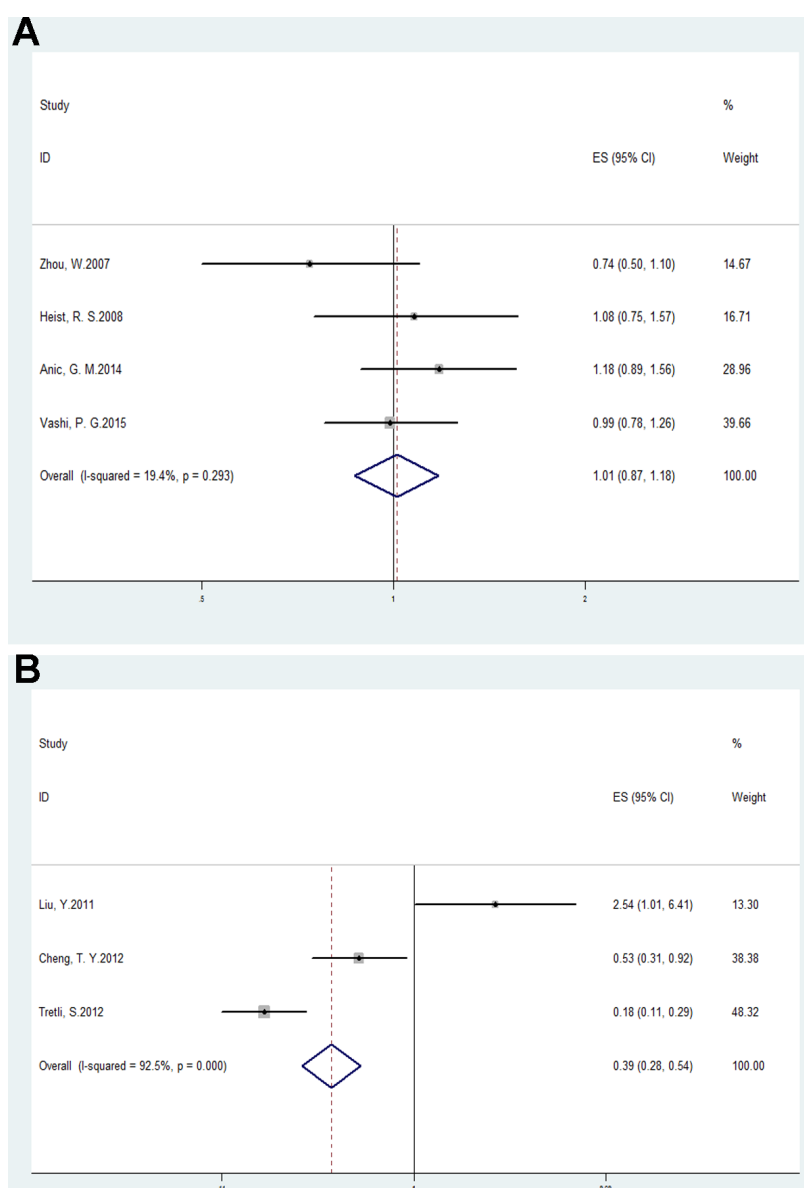 A
Study %
ID ES (95% CI) Weight
Zhou, W.2007 0.74 (0.50, 1.10) 14.67
Heist, R. S.2008 1.08 (0.75, 1.57) 16.71
Anic, G. M.2014 1.18 (0.89, 1.56) 28.96
Vashi, P. G.2015 0.99 (0.78, 1.26) 39.66
Overall (I-squared = 19.4%, p = 0.293) 1.01 (0.87, 1.18) 100.00
.5 1 2
B
Study %
ID ES (95% CI) Weight
Liu, Y.2011 2.54 (1.01, 6.41) 13.30
Cheng, T. Y.2012 0.53 (0.31, 0.92) 38.38
Tretli, S.2012 0.18 (0.11, 0.29) 48.32
Overall (I-squared = 92.5%, p = 0.000) 0.39 (0.28, 0.54) 100.00